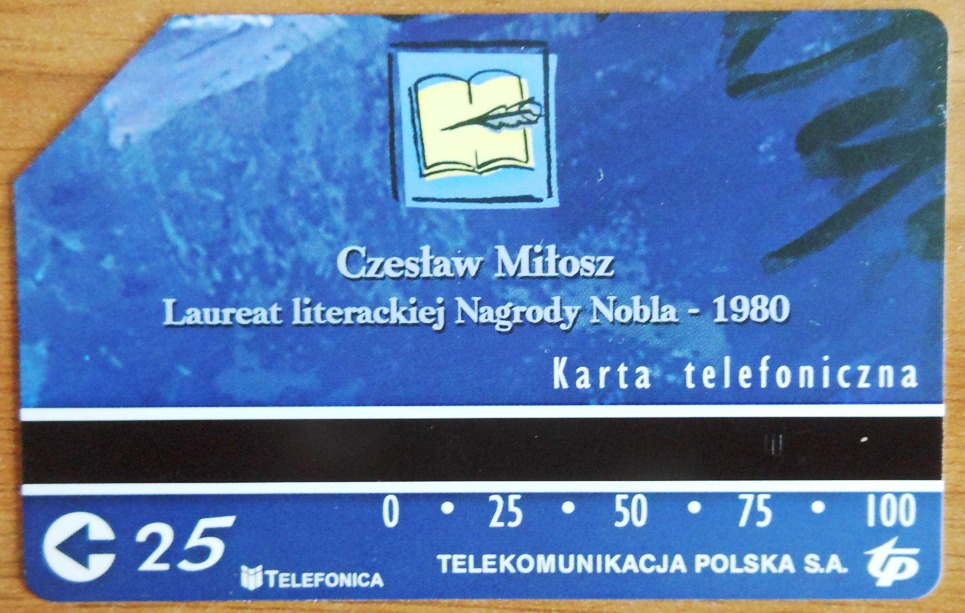 Czesław Miłosz
Laureat literackiej Nagrody Nobla - 1980
Karta telefoniczna
0 • 25 • 50 • 75 • 100
25
TELEFONICA
TELEKOMUNIKACJA POLSKA S.A.
tp